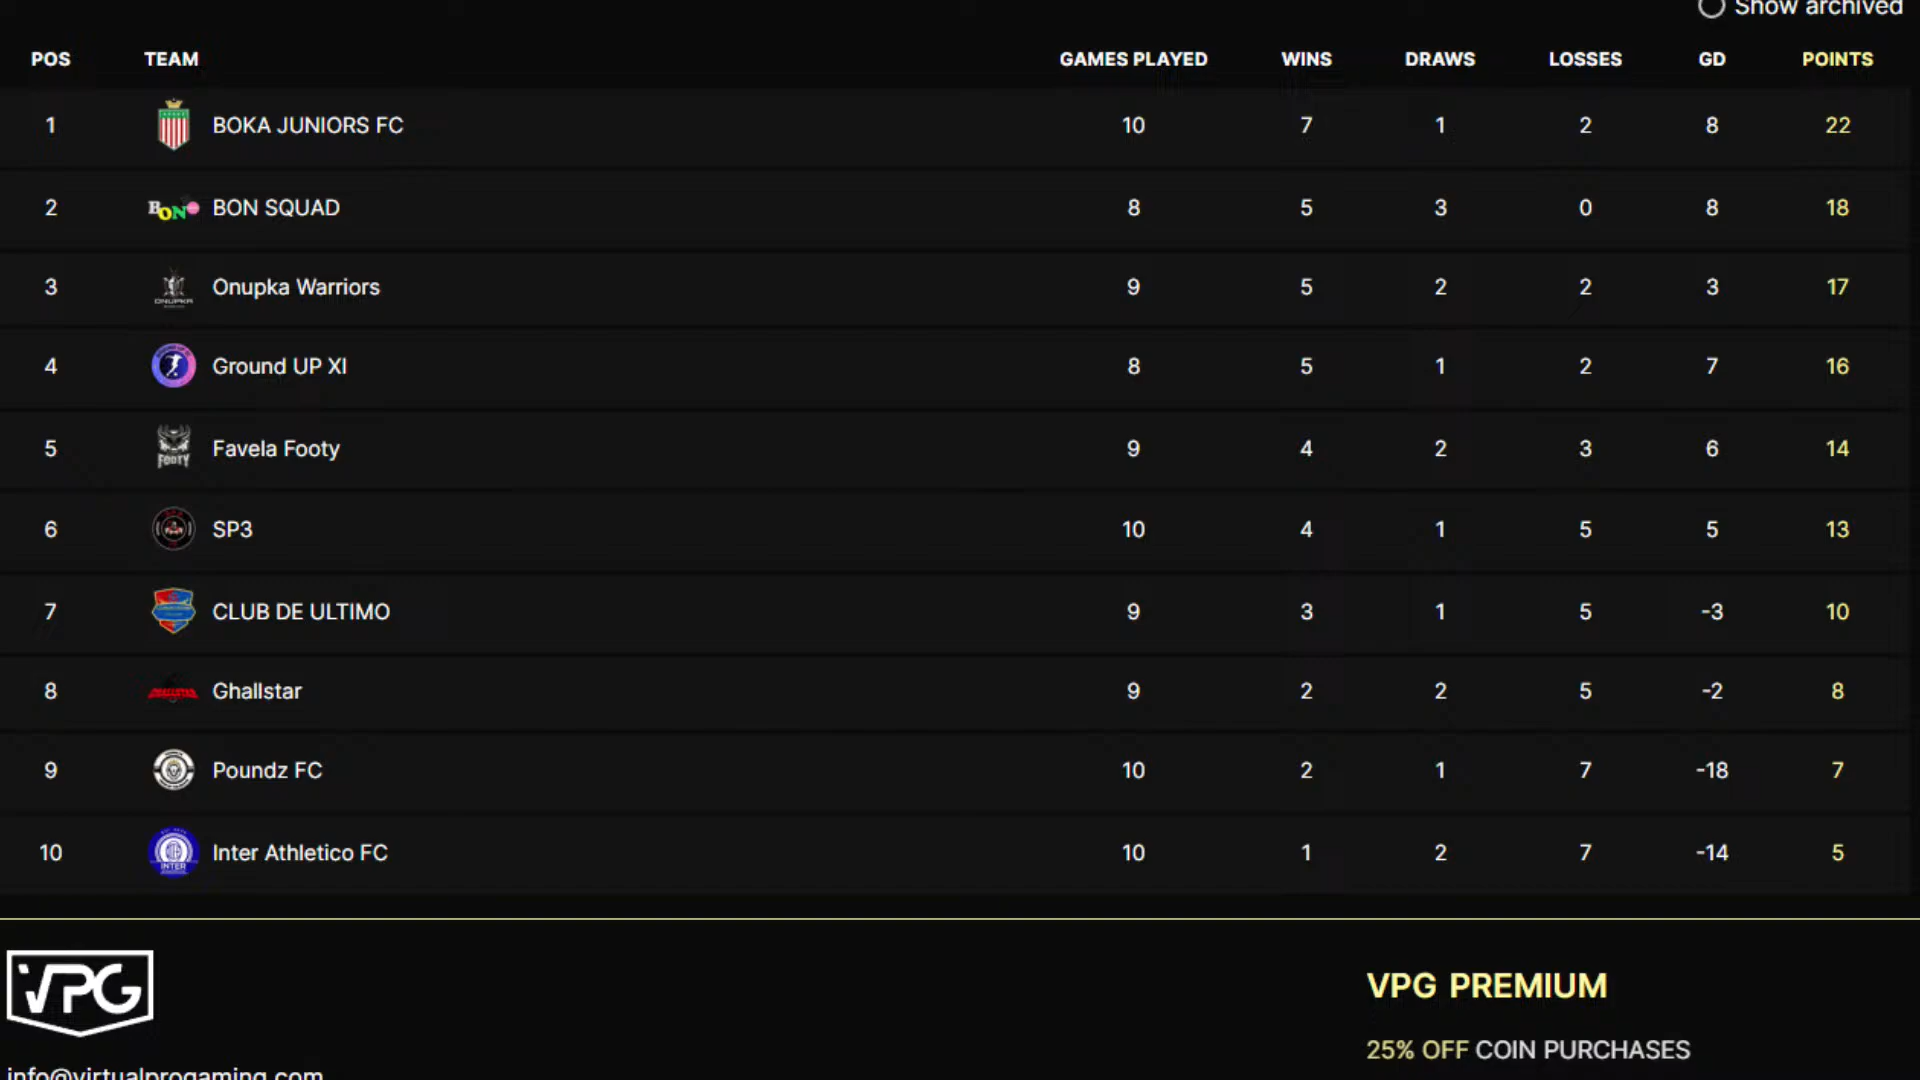 Show archived
POS TEAM GAMES PLAYED WINS DRAWS LOSSES GD POINTS
1 BOKA JUNIORS FC 10 7 1 2 8 22
2 BON BON SQUAD 8 5 3 0 8 18
3 ONUPKA Onupka Warriors 9 5 2 2 3 17
4 Ground UP XI 8 5 1 2 7 16
5 FOOTY Favela Footy 9 4 2 3 6 14
6 SP3 10 4 1 5 5 13
7 CLUB DE ULTIMO 9 3 1 5 -3 10
8 GHALLSTAR Ghallstar 9 2 2 5 -2 8
9 Poundz FC 10 2 1 7 -18 7
10 INTER Inter Athletico FC 10 1 2 7 -14 5
VPG
VPG PREMIUM
25% OFF COIN PURCHASES
info@virtualprogaming.com